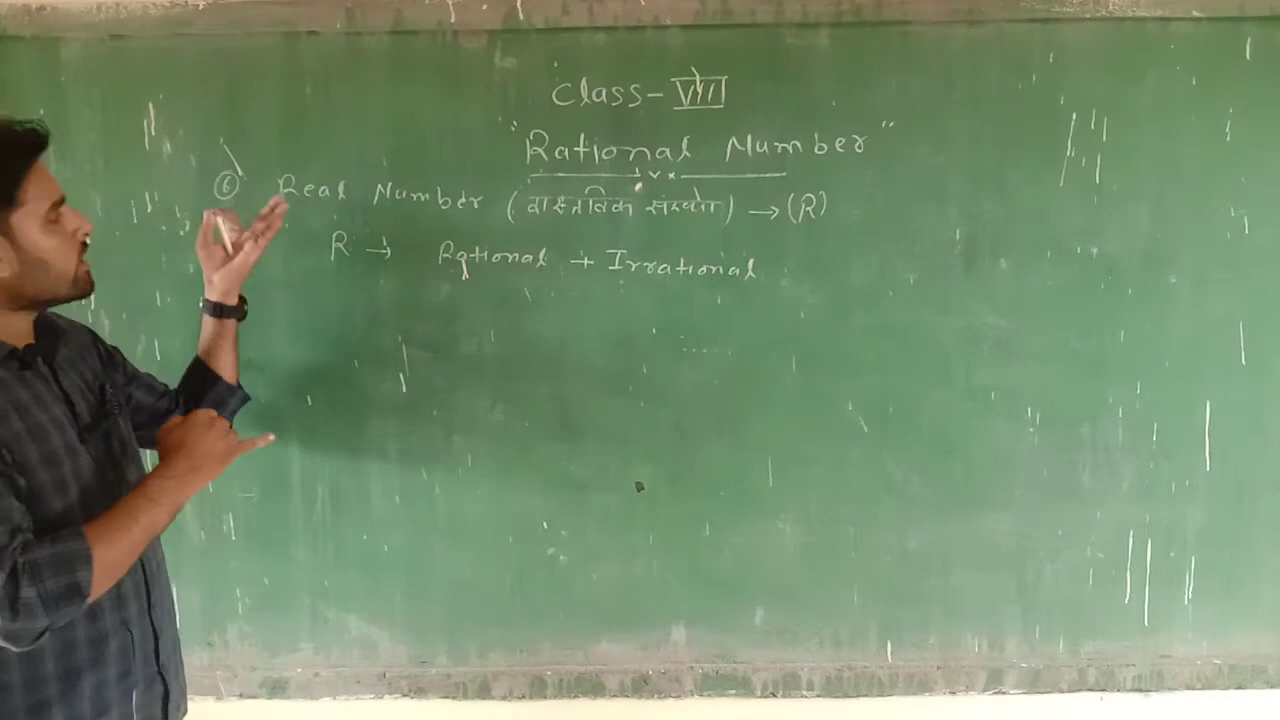 Class-VIII
"Rational Number"
⑥ Real Number (वास्तविक संख्या) → (R)
R → Rational + Irrational